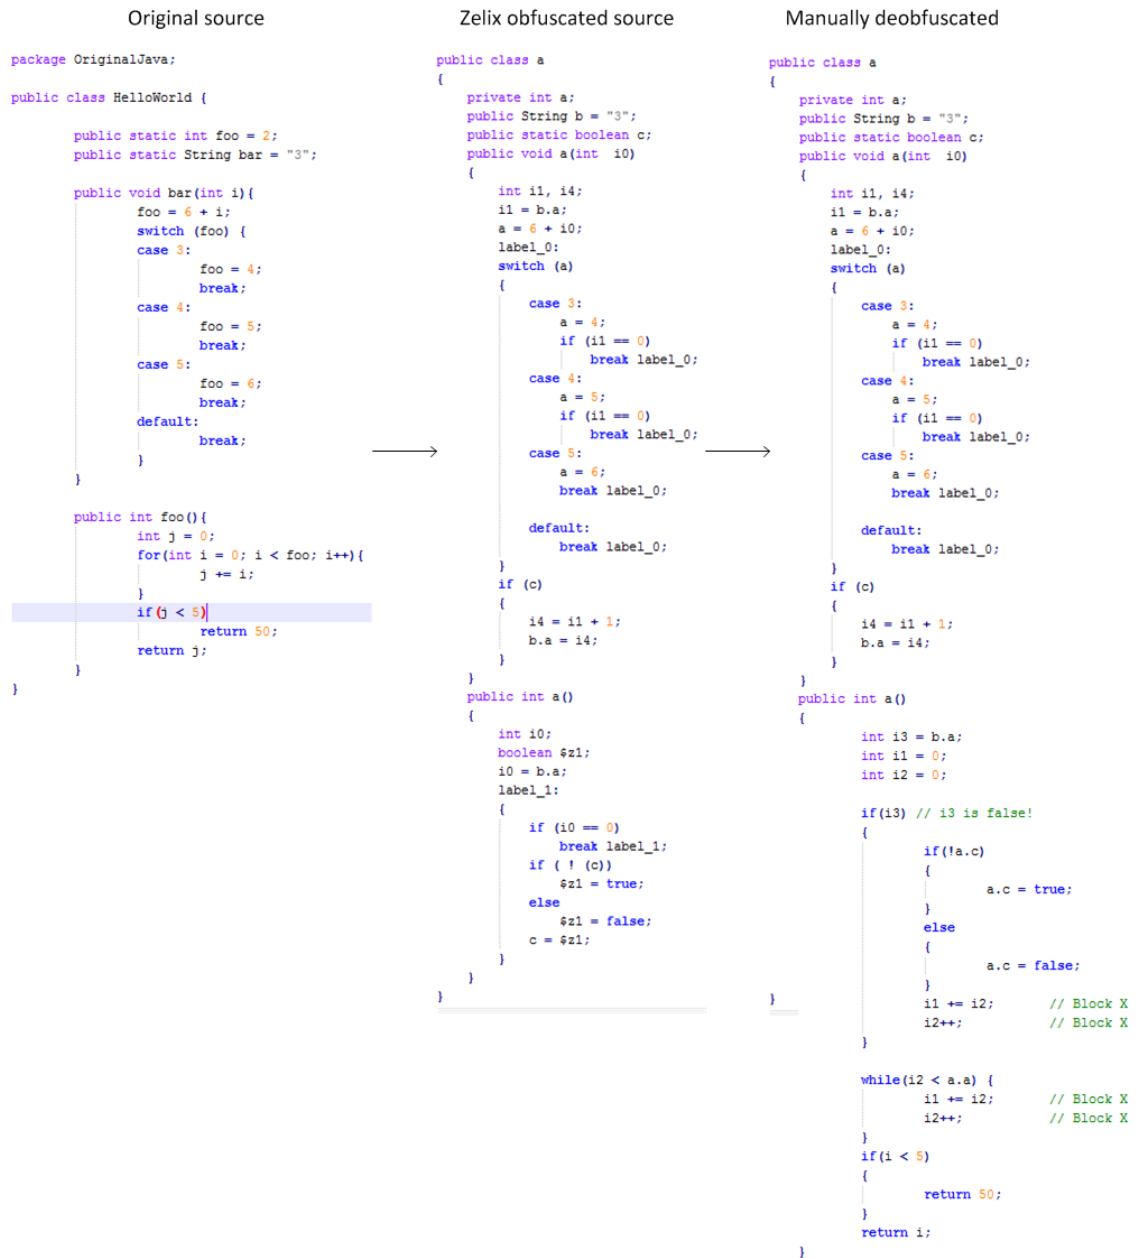 Original source
package OriginalJava;
public class HelloWorld {
public static int foo = 2;
public static String bar = "3";
public void bar(int i){
foo = 6 + i;
switch (foo) {
case 3:
foo = 4;
break;
case 4:
foo = 5;
break;
case 5:
foo = 6;
break;
default:
break;
}
}
public int foo(){
int j = 0;
for(int i = 0; i < foo; i++){
j += i;
}
if(j < 5)
return 50;
return j;
}
}
Zelix obfuscated source
public class a
{
private int a;
public String b = "3";
public static boolean c;
public void a(int i0)
{
int i1, i4;
i1 = b.a;
a = 6 + i0;
label_0:
switch (a)
{
case 3:
a = 4;
if (i1 == 0)
break label_0;
case 4:
a = 5;
if (i1 == 0)
break label_0;
case 5:
a = 6;
break label_0;
default:
break label_0;
}
if (c)
{
i4 = i1 + 1;
b.a = i4;
}
}
public int a()
{
int i0;
boolean $z1;
i0 = b.a;
label_1:
{
if (i0 == 0)
break label_1;
if ( ! (c))
$z1 = true;
else
$z1 = false;
c = $z1;
}
}
}
Manually deobfuscated
public class a
{
private int a;
public String b = "3";
public static boolean c;
public void a(int i0)
{
int i1, i4;
i1 = b.a;
a = 6 + i0;
label_0:
switch (a)
{
case 3:
a = 4;
if (i1 == 0)
break label_0;
case 4:
a = 5;
if (i1 == 0)
break label_0;
case 5:
a = 6;
break label_0;
default:
break label_0;
}
if (c)
{
i4 = i1 + 1;
b.a = i4;
}
}
public int a()
{
int i3 = b.a;
int i1 = 0;
int i2 = 0;
if(i3) // i3 is false!
{
if(!a.c)
{
a.c = true;
}
else
{
a.c = false;
}
i1 += i2; // Block X
i2++; // Block X
}
while(i2 < a.a) {
i1 += i2; // Block X
i2++; // Block X
}
if(i < 5)
{
return 50;
}
return i;
}
}